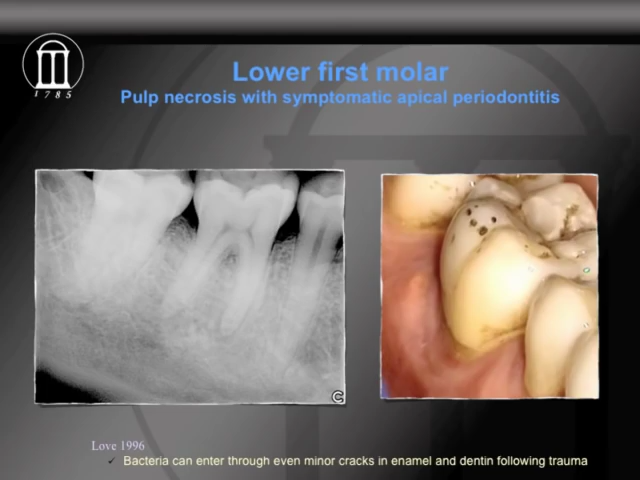 1785
Lower first molar
Pulp necrosis with symptomatic apical periodontitis
C
Love 1996
✓ Bacteria can enter through even minor cracks in enamel and dentin following trauma